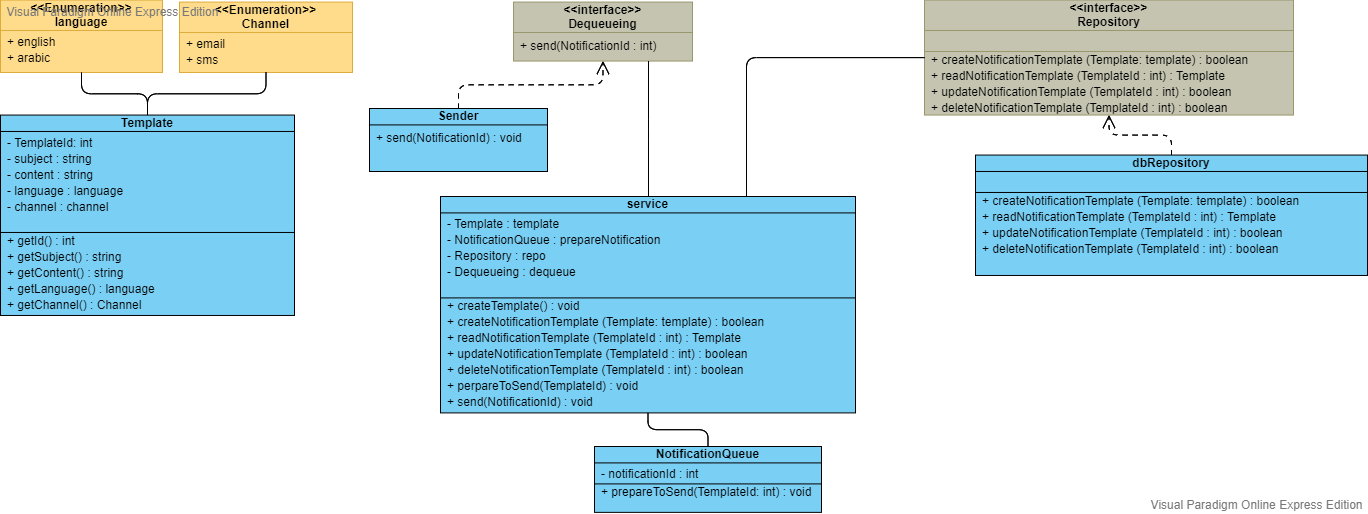 Visual Paradigm Online Express Edition
<<Enumeration>>
language
+ english
+ arabic
<<Enumeration>>
Channel
+ email
+ sms
Template
- TemplateId: int
- subject : string
- content : string
- language : language
- channel : channel
+ getId() : int
+ getSubject() : string
+ getContent() : string
+ getLanguage() : language
+ getChannel() : Channel
<<interface>>
Dequeueing
+ send(NotificationId : int)
Sender
+ send(NotificationId) : void
<<interface>>
Repository
+ createNotificationTemplate (Template: template) : boolean
+ readNotificationTemplate (TemplateId : int) : Template
+ updateNotificationTemplate (TemplateId : int) : boolean
+ deleteNotificationTemplate (TemplateId : int) : boolean
dbRepository
+ createNotificationTemplate (Template: template) : boolean
+ readNotificationTemplate (TemplateId : int) : Template
+ updateNotificationTemplate (TemplateId : int) : boolean
+ deleteNotificationTemplate (TemplateId : int) : boolean
service
- Template : template
- NotificationQueue : prepareNotification
- Repository : repo
- Dequeueing : dequeue
+ createTemplate() : void
+ createNotificationTemplate (Template: template) : boolean
+ readNotificationTemplate (TemplateId : int) : Template
+ updateNotificationTemplate (TemplateId : int) : boolean
+ deleteNotificationTemplate (TemplateId : int) : boolean
+ perpareToSend(TemplateId) : void
+ send(NotificationId) : void
NotificationQueue
- notificationId : int
+ prepareToSend(TemplateId: int) : void
Visual Paradigm Online Express Edition